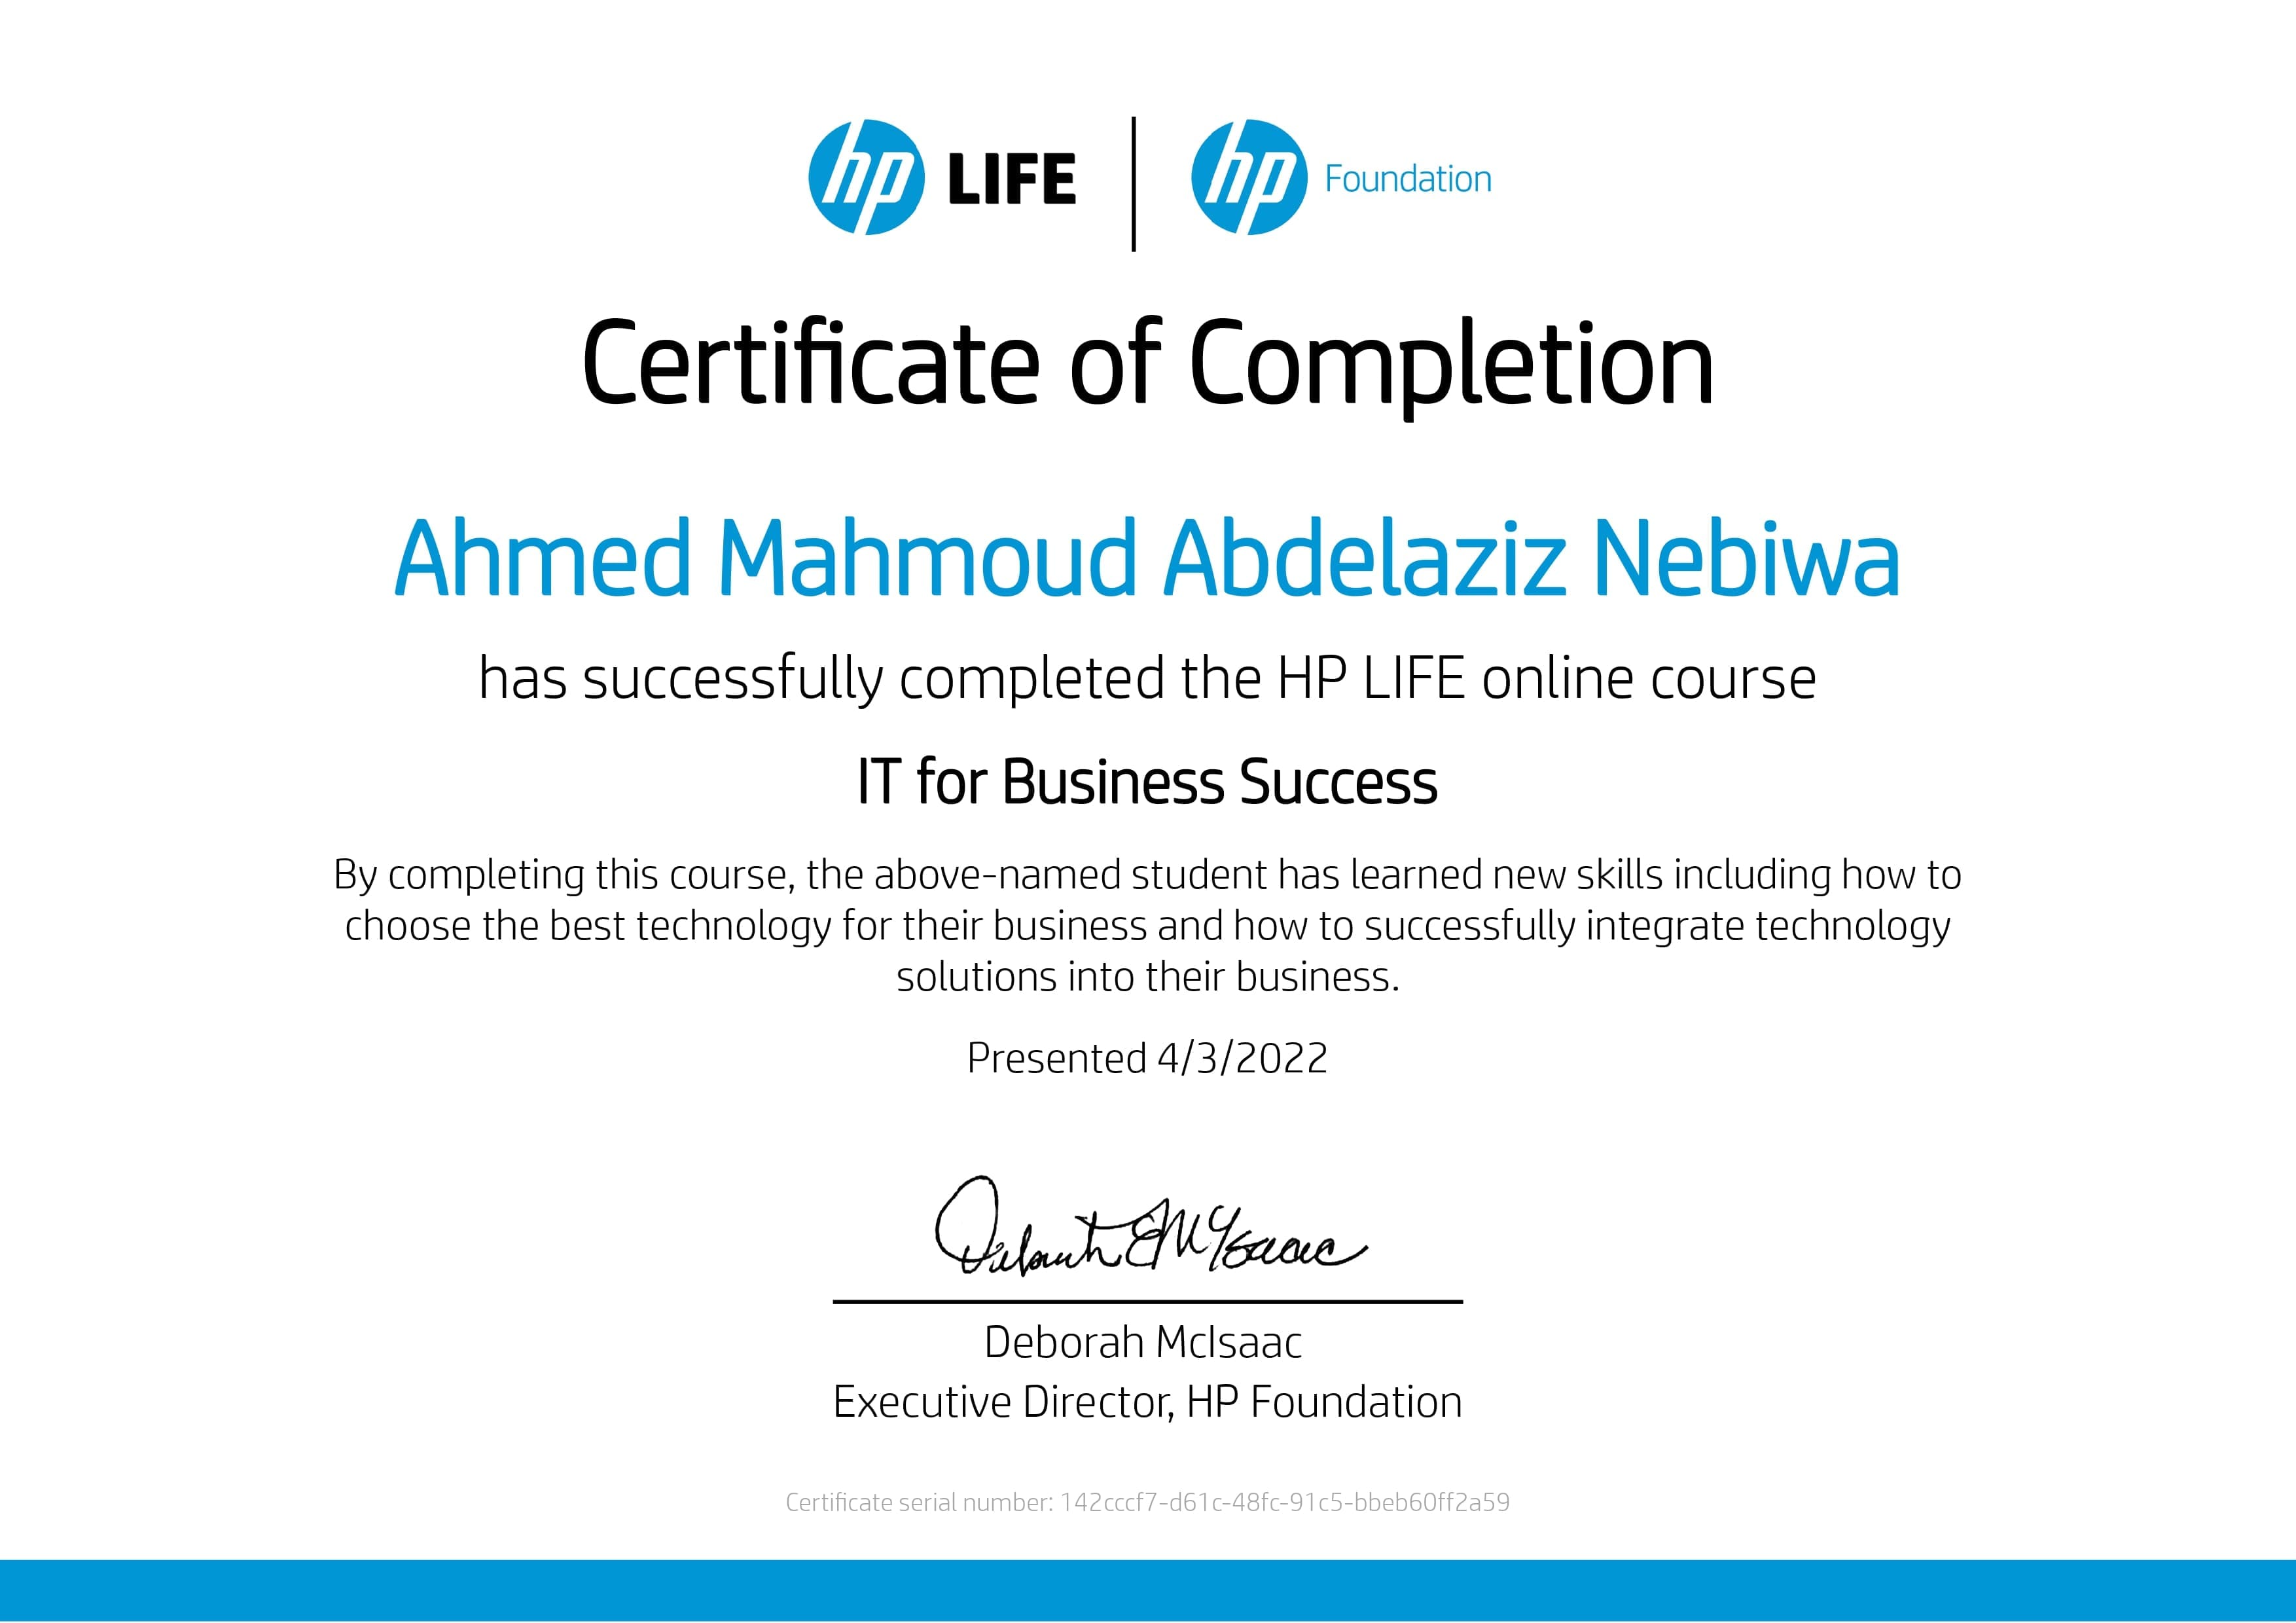 hp LIFE | hp Foundation
Certificate of Completion
Ahmed Mahmoud Abdelaziz Nebiwa
has successfully completed the HP LIFE online course
IT for Business Success
By completing this course, the above-named student has learned new skills including how to
choose the best technology for their business and how to successfully integrate technology
solutions into their business.
Presented 4/3/2022
Deborah McIsaac
Executive Director, HP Foundation
Certificate serial number: 142cccf7-d61c-48fc-91c5-bbeb60ff2a59